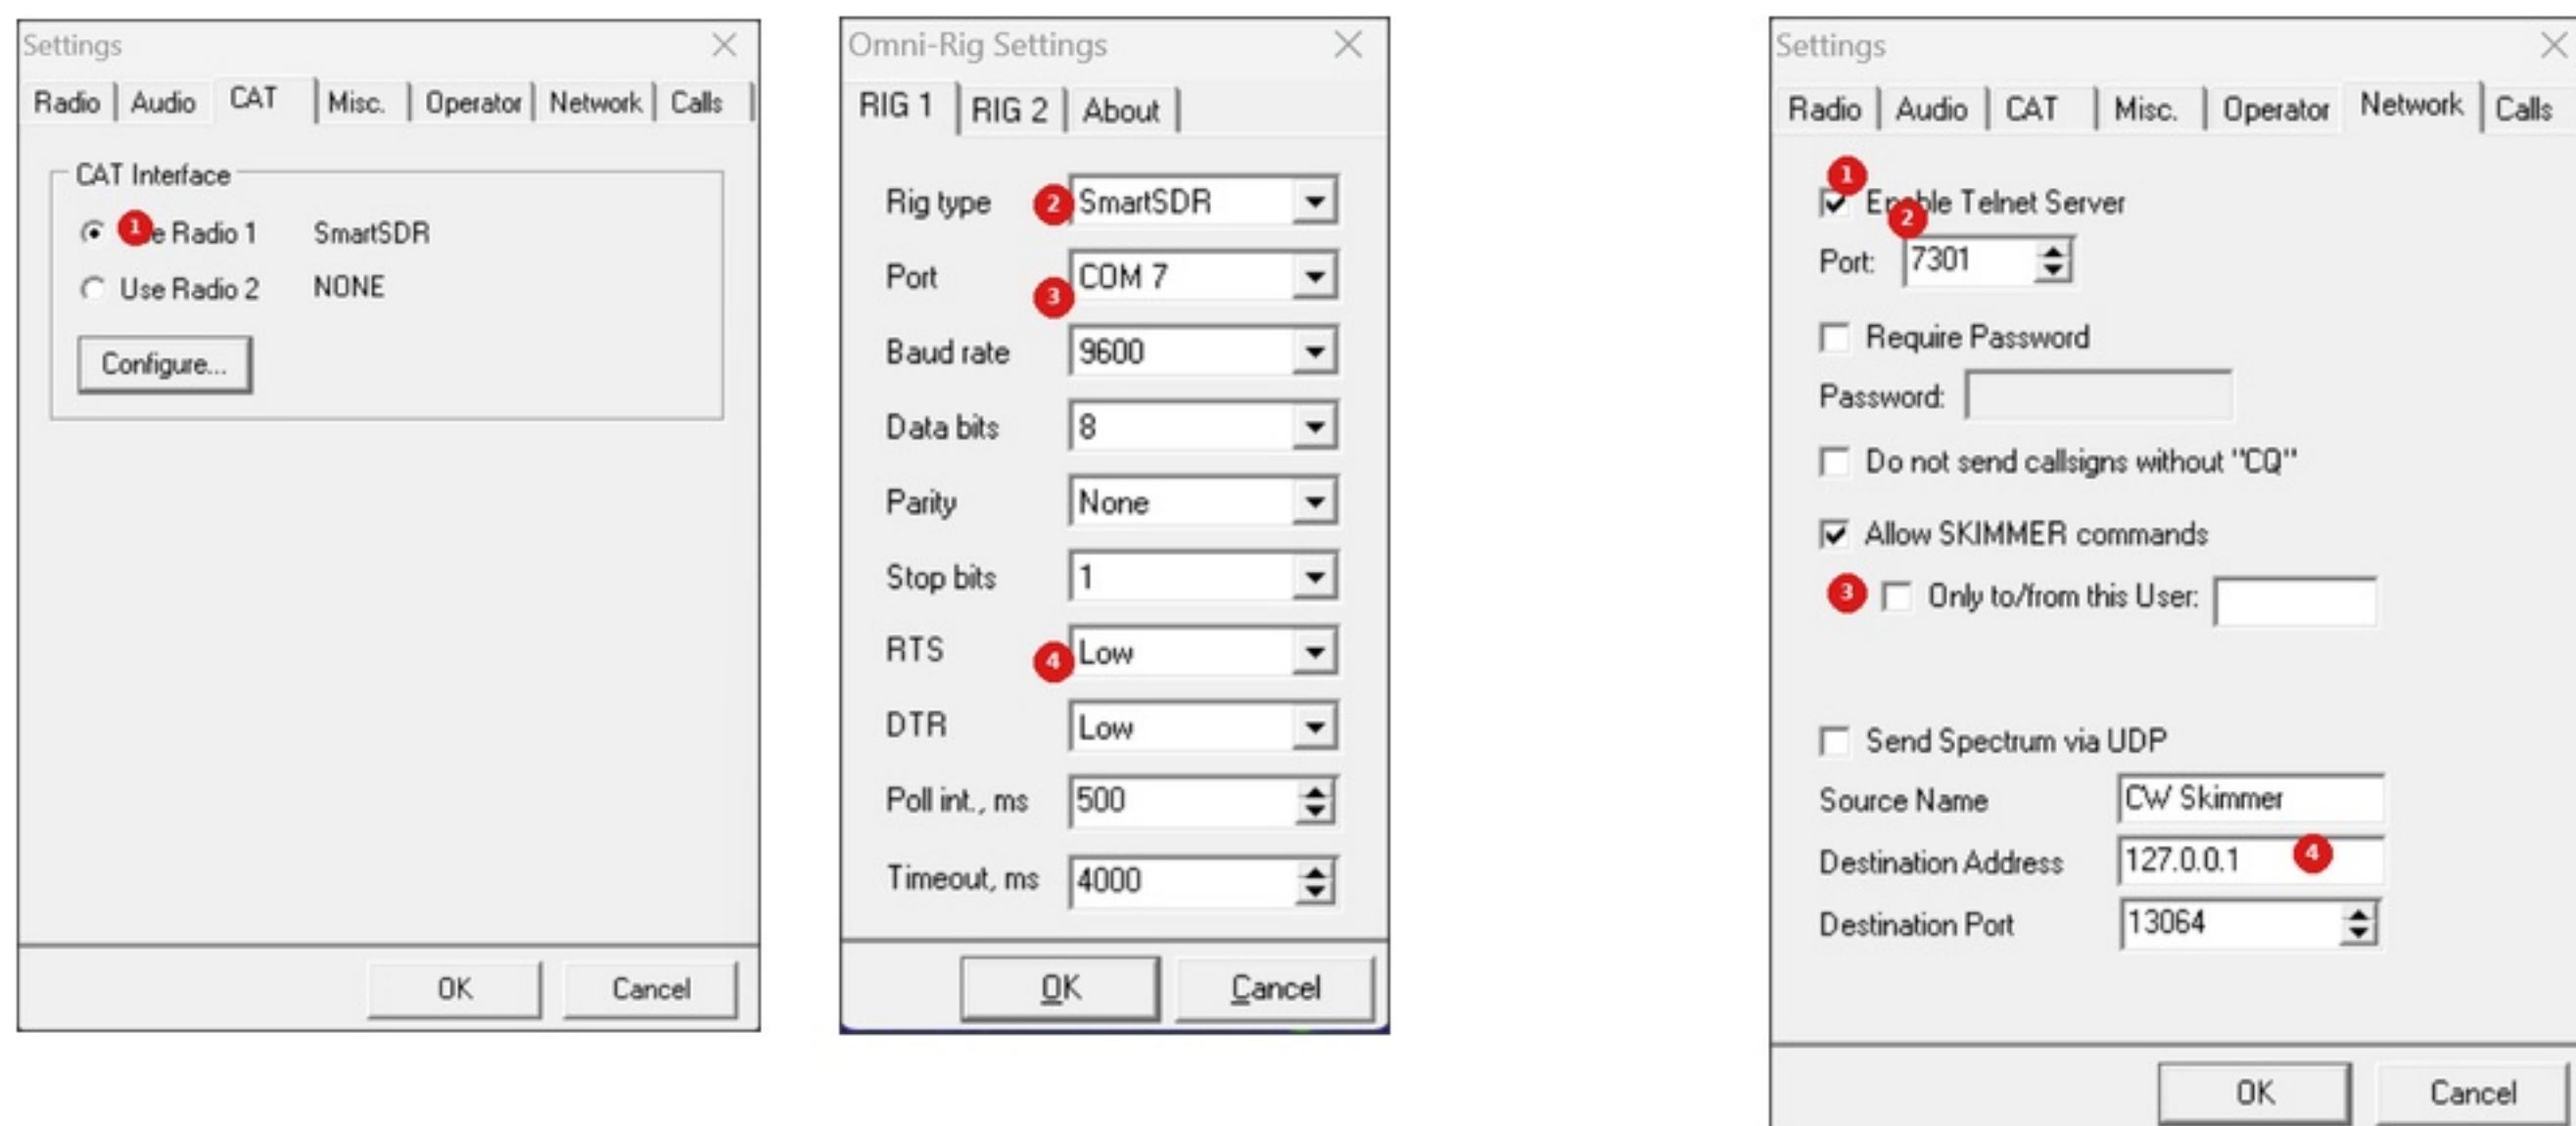 Settings
Radio Audio CAT Misc. Operator Network Calls
CAT Interface
1 e Radio 1 SmartSDR
Use Radio 2 NONE
Configure...
OK Cancel
Omni-Rig Settings
RIG 1 RIG 2 About
Rig type 2 SmartSDR
Port 3 COM 7
Baud rate 9600
Data bits 8
Parity None
Stop bits 1
RTS 4 Low
DTR Low
Poll int., ms 500
Timeout, ms 4000
OK Cancel
Settings
Radio Audio CAT Misc. Operator Network Calls
1
Enable Telnet Server
2
Port: 7301
Require Password
Password:
Do not send callsigns without "CQ"
Allow SKIMMER commands
3 Only to/from this User:
Send Spectrum via UDP
Source Name CW Skimmer
Destination Address 127.0.0.1 4
Destination Port 13064
OK Cancel